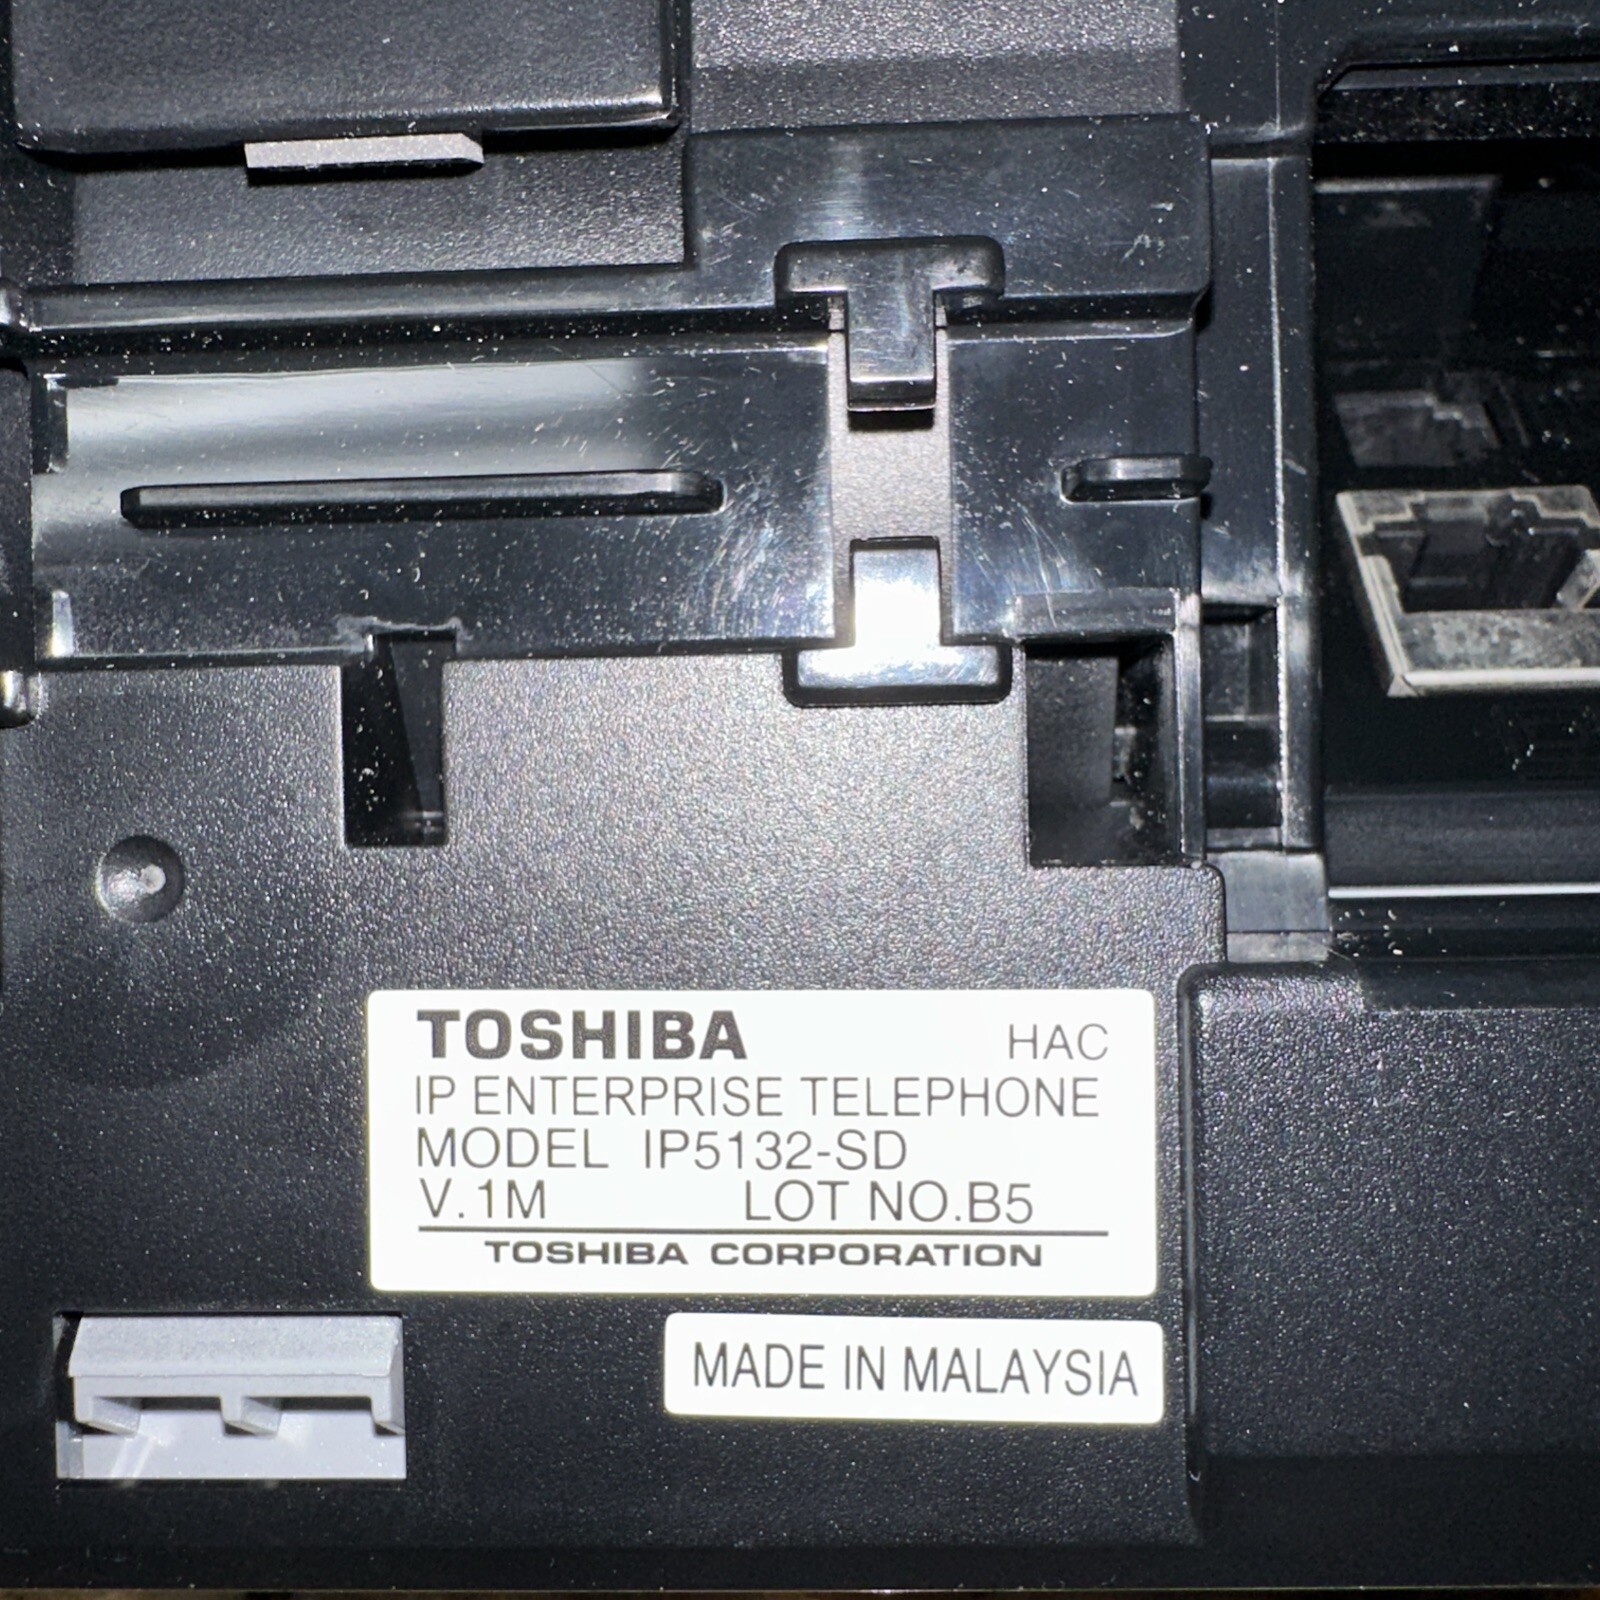 TOSHIBA HAC
IP ENTERPRISE TELEPHONE
MODEL IP5132-SD
V.1M LOT NO.B5
TOSHIBA CORPORATION
MADE IN MALAYSIA